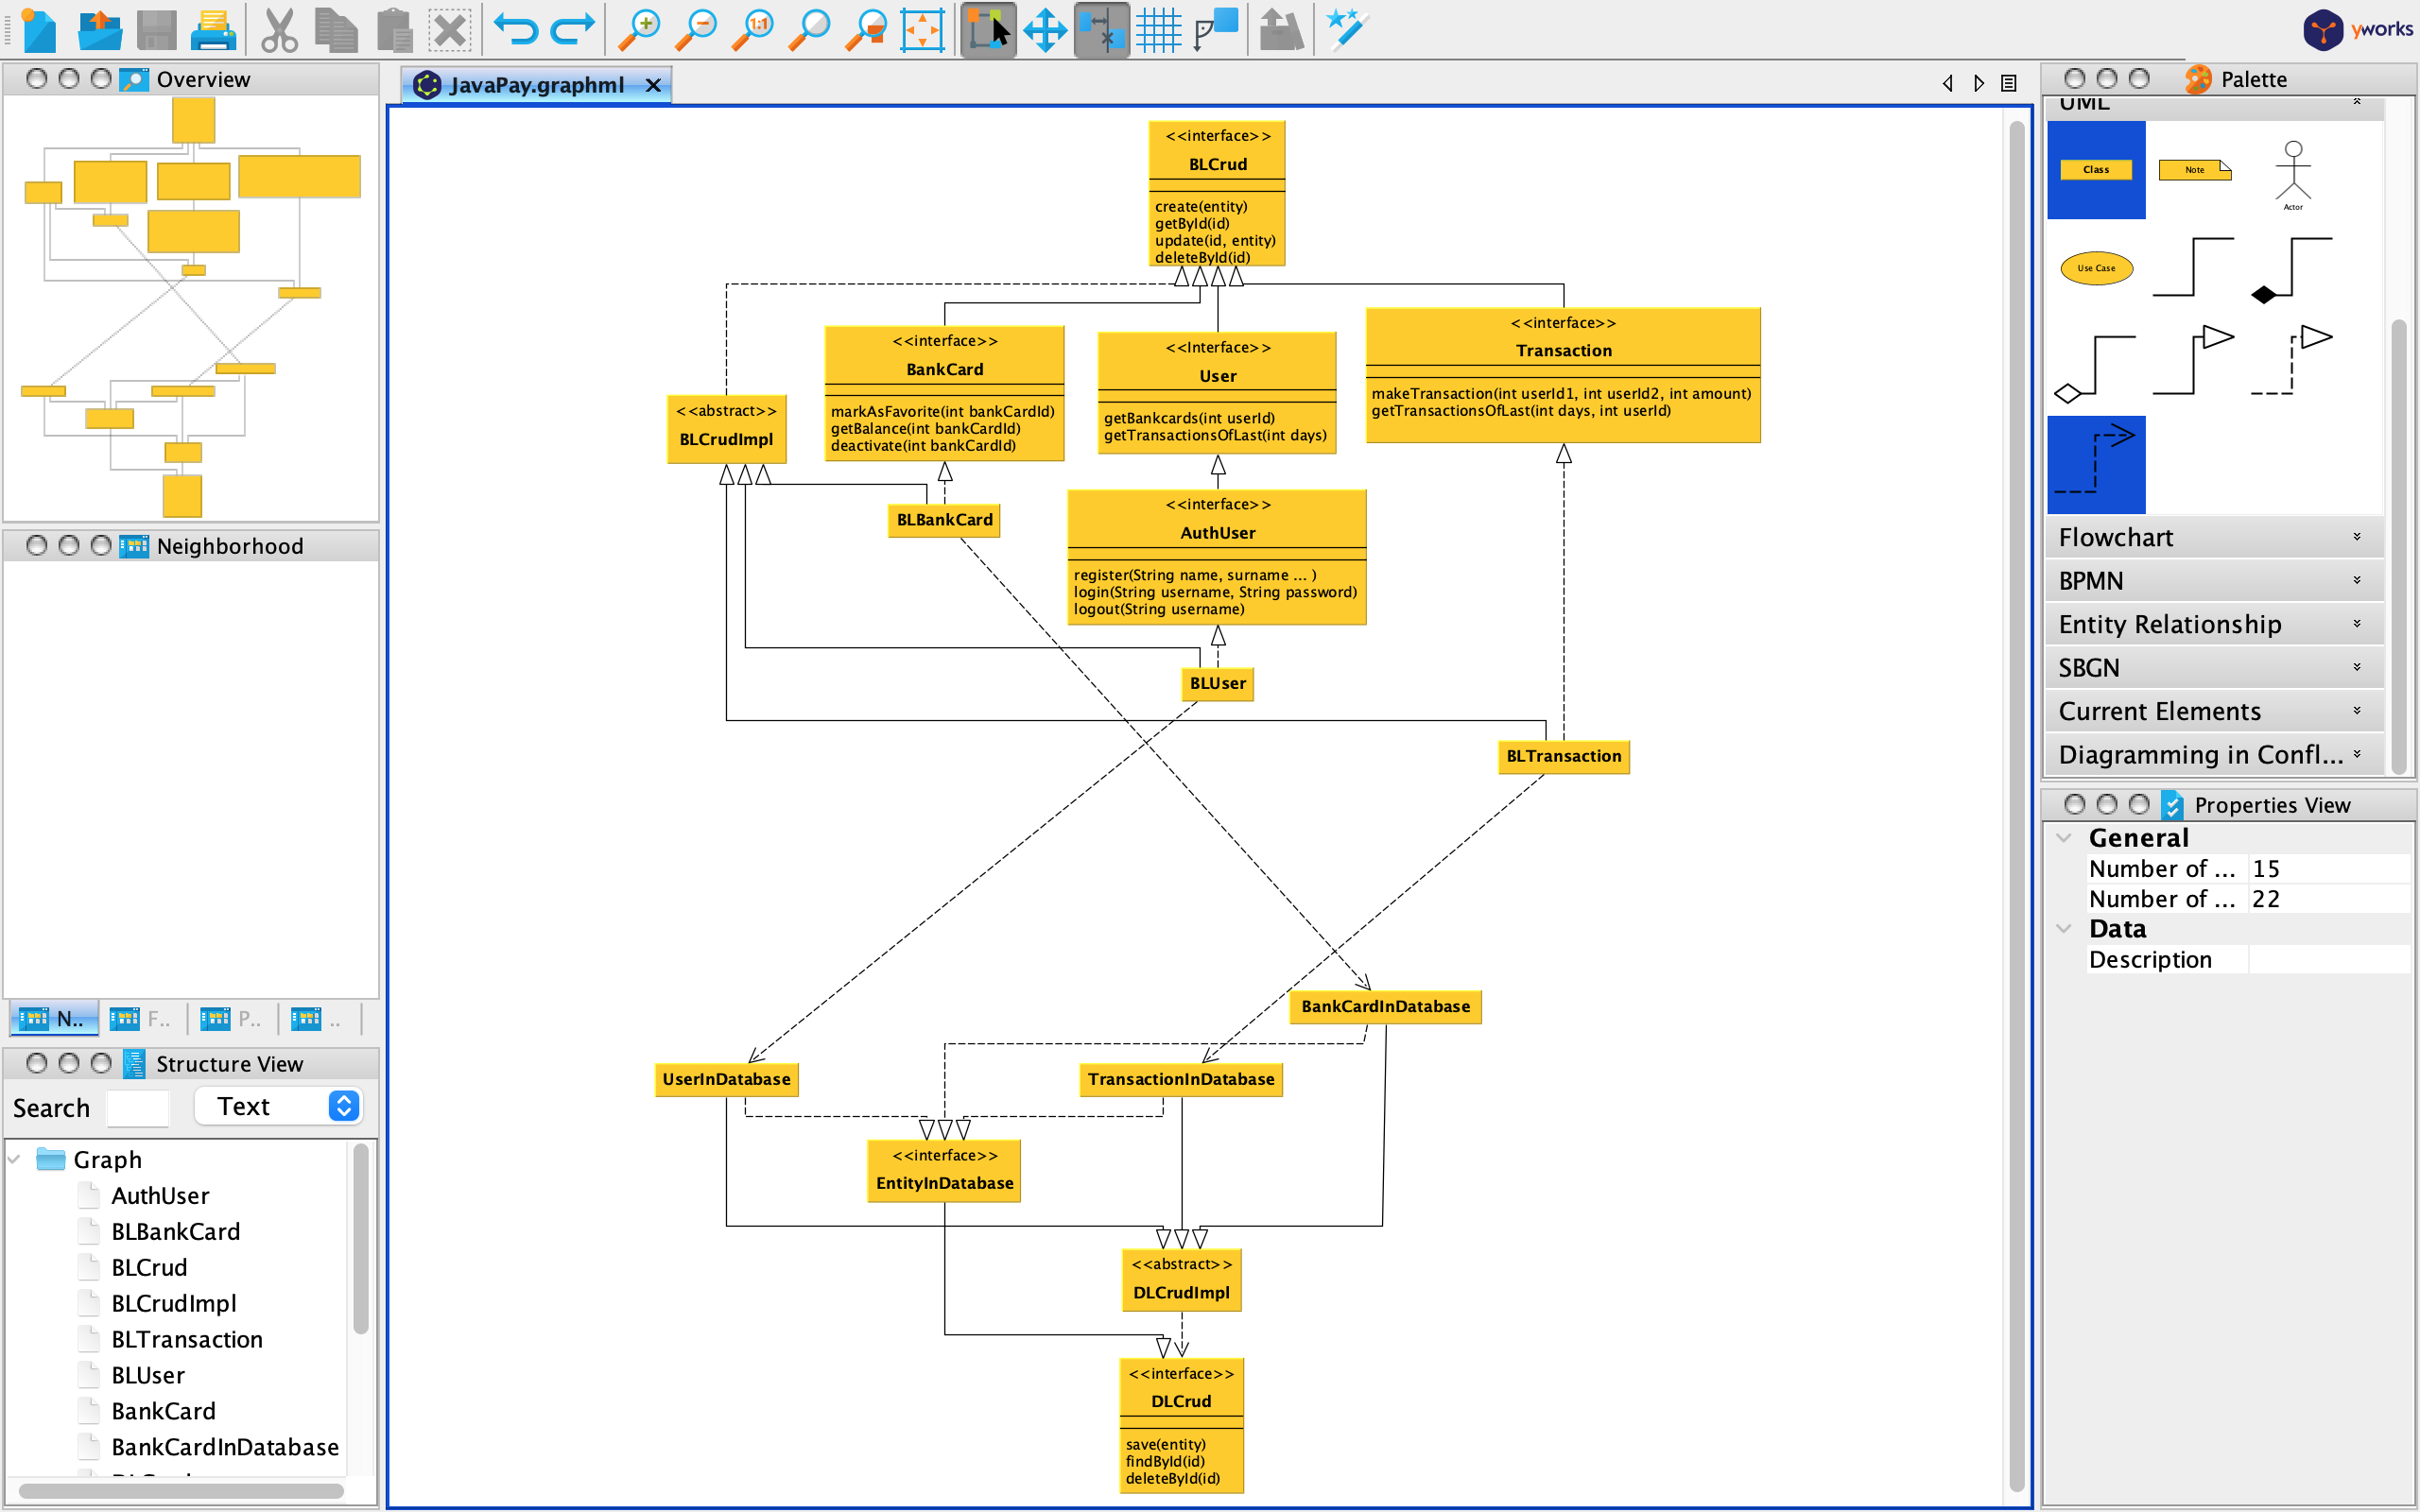 1:1
yworks
Overview
JavaPay.graphml
Palette
UML
Class
Note
Actor
Use Case
Flowchart
BPMN
Entity Relationship
SBGN
Current Elements
Diagramming in Confl...
Properties View
General
Number of ... 15
Number of ... 22
Data
Description
Neighborhood
N..
F..
P..
..
Structure View
Search
Text
Graph
AuthUser
BLBankCard
BLCrud
BLCrudImpl
BLTransaction
BLUser
BankCard
BankCardInDatabase
<<interface>>
BLCrud
create(entity)
getById(id)
update(id, entity)
deleteById(id)
<<abstract>>
BLCrudImpl
<<interface>>
BankCard
markAsFavorite(int bankCardId)
getBalance(int bankCardId)
deactivate(int bankCardId)
<<Interface>>
User
getBankcards(int userId)
getTransactionsOfLast(int days)
<<interface>>
Transaction
makeTransaction(int userId1, int userId2, int amount)
getTransactionsOfLast(int days, int userId)
BLBankCard
<<interface>>
AuthUser
register(String name, surname ... )
login(String username, String password)
logout(String username)
BLUser
BLTransaction
BankCardInDatabase
UserInDatabase
TransactionInDatabase
<<interface>>
EntityInDatabase
<<abstract>>
DLCrudImpl
<<interface>>
DLCrud
save(entity)
findById(id)
deleteById(id)